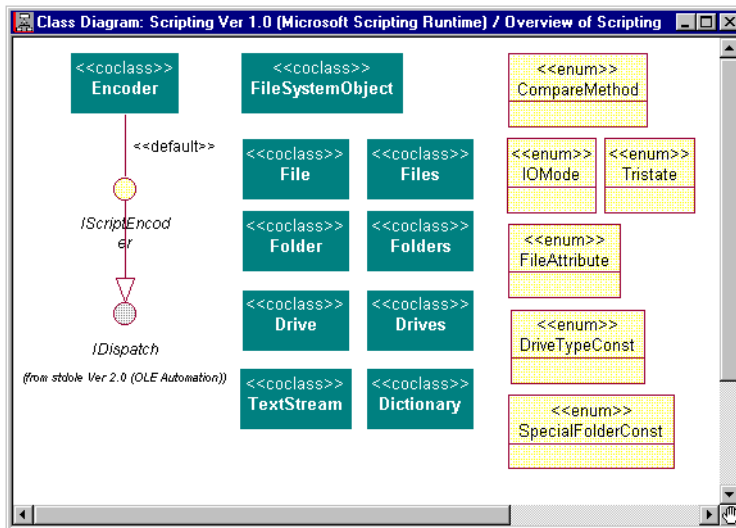 Class Diagram: Scripting Ver 1.0 (Microsoft Scripting Runtime) / Overview of Scripting
<<coclass>>
Encoder
<<default>>
IScriptEncod
er
IDispatch
(from stdole Ver 2.0 (OLE Automation))
<<coclass>>
FileSystemObject
<<coclass>>
File
<<coclass>>
Files
<<coclass>>
Folder
<<coclass>>
Folders
<<coclass>>
Drive
<<coclass>>
Drives
<<coclass>>
TextStream
<<coclass>>
Dictionary
<<enum>>
CompareMethod
<<enum>>
IOMode
<<enum>>
Tristate
<<enum>>
FileAttribute
<<enum>>
DriveTypeConst
<<enum>>
SpecialFolderConst